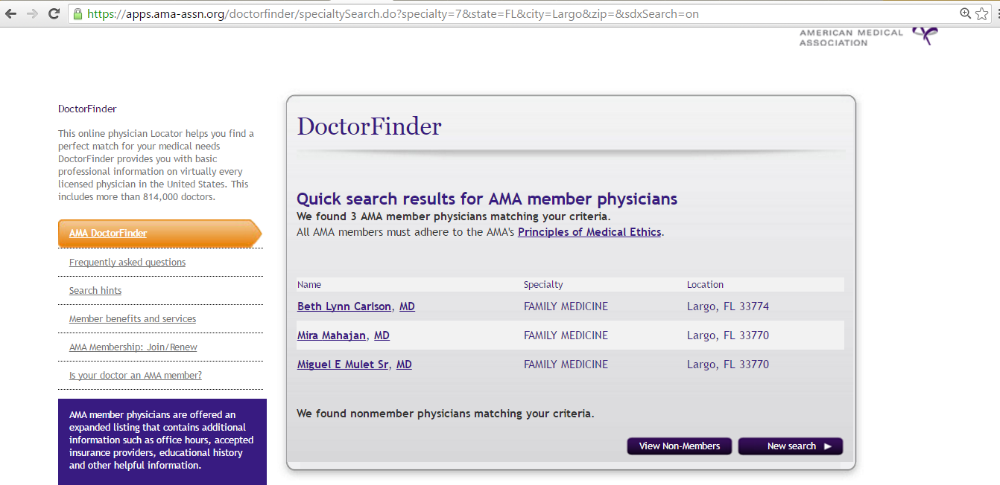 https://apps.ama-assn.org/doctorfinder/specialtySearch.do?specialty=7&state=FL&city=Largo&zip=&sdxSearch=on
AMERICAN MEDICAL
ASSOCIATION
DoctorFinder
This online physician Locator helps you find a
perfect match for your medical needs
DoctorFinder provides you with basic
professional information on virtually every
licensed physician in the United States. This
includes more than 814,000 doctors.
AMA DoctorFinder
Frequently asked questions
Search hints
Member benefits and services
AMA Membership: Join/Renew
Is your doctor an AMA member?
AMA member physicians are offered an
expanded listing that contains additional
information such as office hours, accepted
insurance providers, educational history
and other helpful information.
DoctorFinder
Quick search results for AMA member physicians
We found 3 AMA member physicians matching your criteria.
All AMA members must adhere to the AMA's Principles of Medical Ethics.
Name Specialty Location
Beth Lynn Carlson, MD FAMILY MEDICINE Largo, FL 33774
Mira Mahajan, MD FAMILY MEDICINE Largo, FL 33770
Miguel E Mulet Sr, MD FAMILY MEDICINE Largo, FL 33770
We found nonmember physicians matching your criteria.
View Non-Members New search